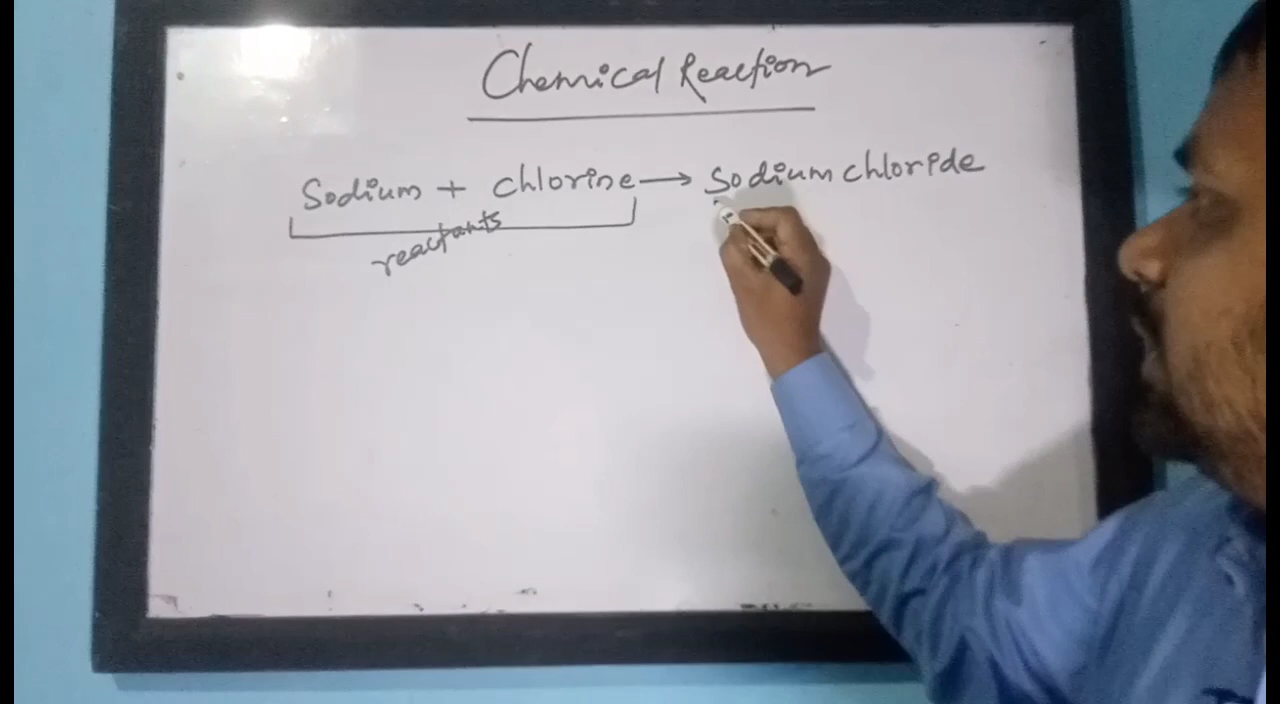 Chemical Reaction
Sodium + Chlorine → Sodium chloride
reactants